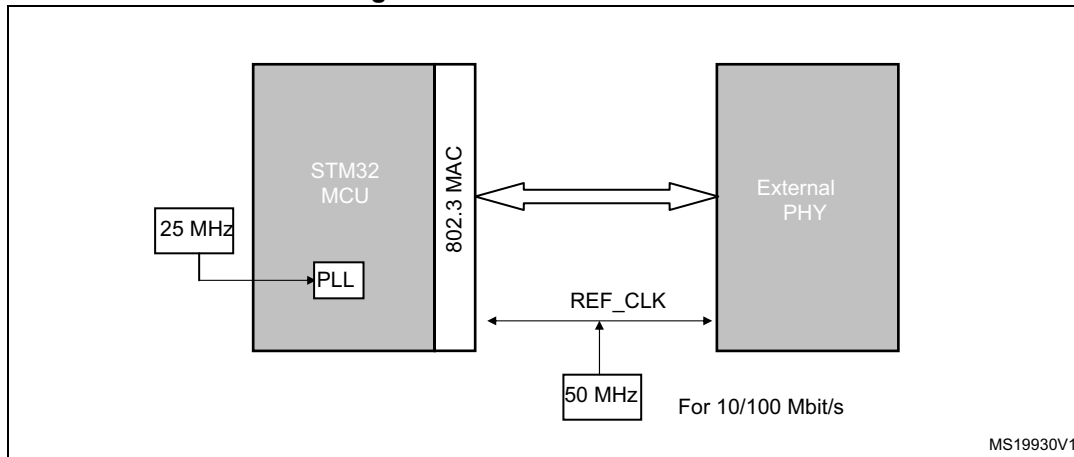 STM32
MCU
802.3 MAC
External
PHY
25 MHz
PLL
REF_CLK
50 MHz
For 10/100 Mbit/s
MS19930V1